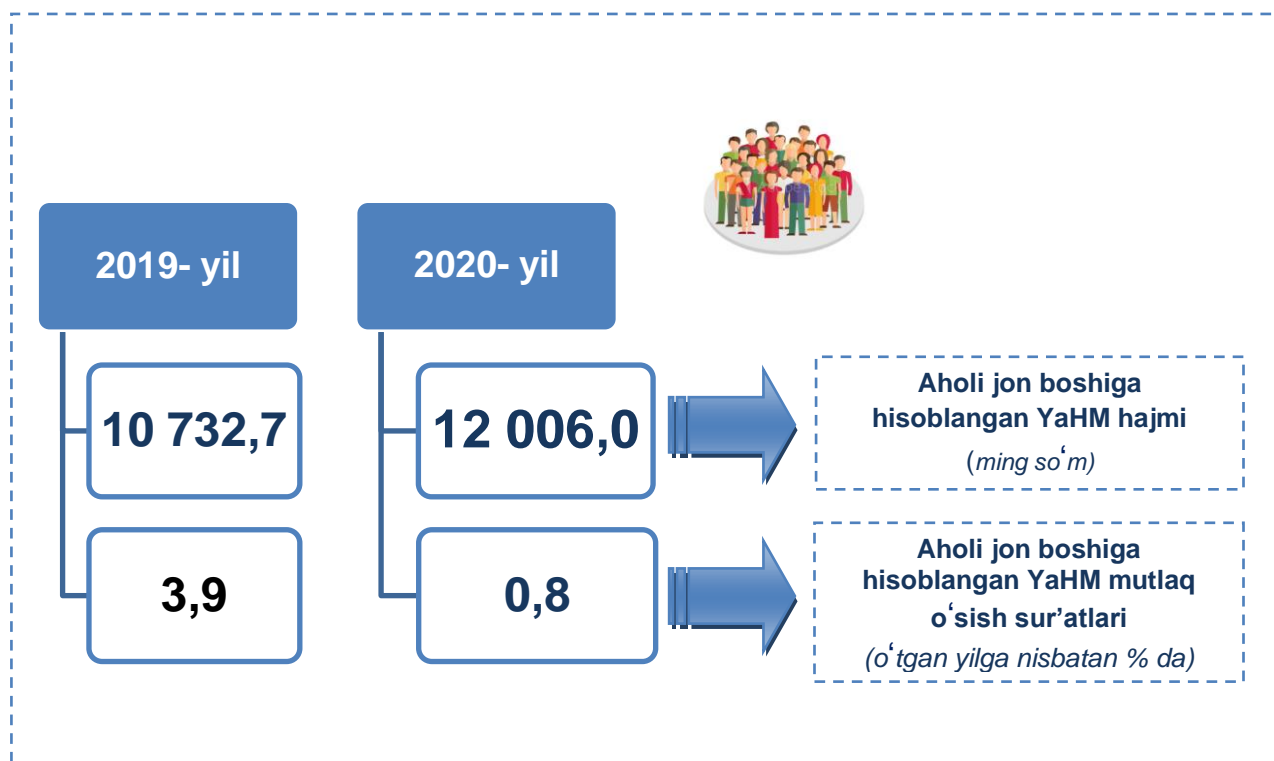 2019- yil
10 732,7
3,9
2020- yil
12 006,0
0,8
Aholi jon boshiga
hisoblangan YaHM hajmi
(ming soʻm)
Aholi jon boshiga
hisoblangan YaHM mutlaq
oʻsish sur’atlari
(oʻtgan yilga nisbatan % da)